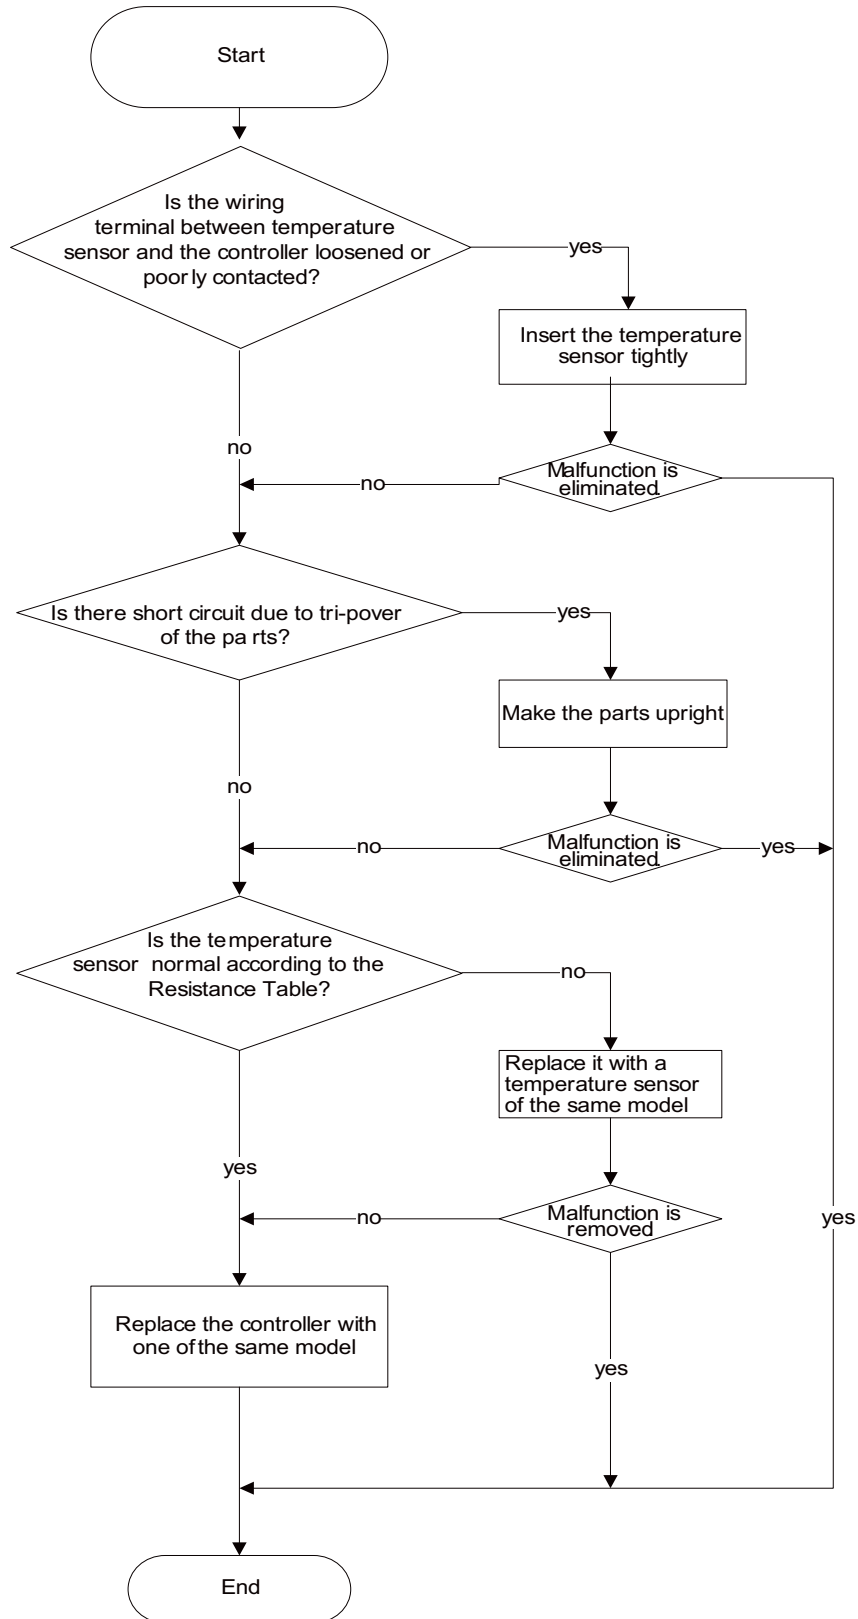 Start
Is the wiring
terminal between temperature
sensor and the controller loosened or
poorly contacted?
yes
Insert the temperature
sensor tightly
no
Malfunction is
eliminated.
no
Is there short circuit due to tri-pover
of the pa rts?
yes
Make the parts upright
no
Malfunction is
eliminated.
no
yes
Is the temperature
sensor normal according to the
Resistance Table?
no
Replace it with a
temperature sensor
of the same model
yes
Malfunction is
removed
no
yes
Replace the controller with
one of the same model
yes
End